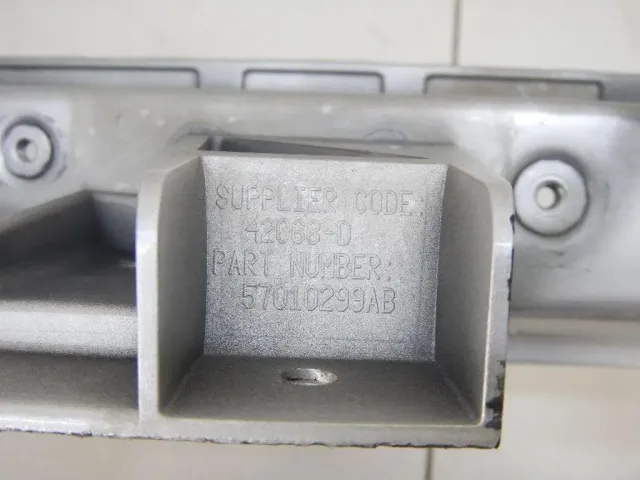 SUPPLIER CODE:
42068-D
PART NUMBER:
57010299AB